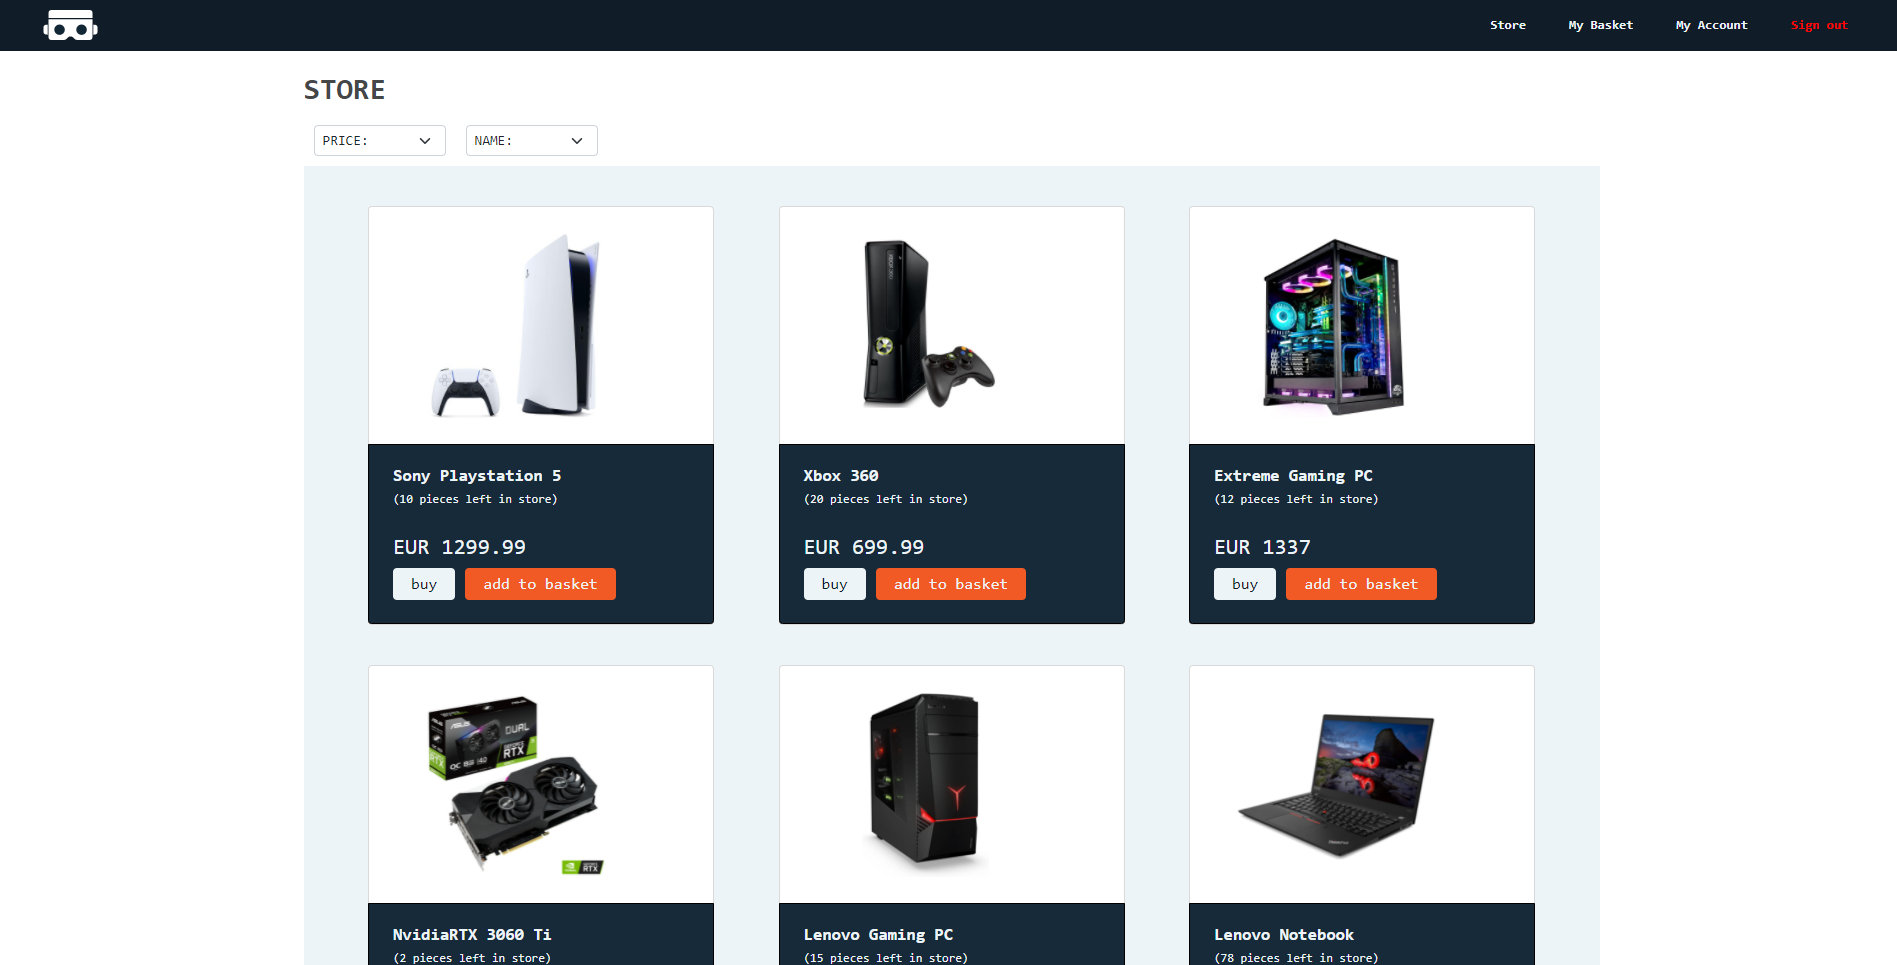 Store My Basket My Account Sign out
STORE
PRICE: NAME:
Sony Playstation 5
(10 pieces left in store)
EUR 1299.99
buy add to basket
Xbox 360
(20 pieces left in store)
EUR 699.99
buy add to basket
Extreme Gaming PC
(12 pieces left in store)
EUR 1337
buy add to basket
DUAL
GEFORCE
RTX
RTX
NvidiaRTX 3060 Ti
(2 pieces left in store)
Lenovo Gaming PC
(15 pieces left in store)
Lenovo Notebook
(78 pieces left in store)